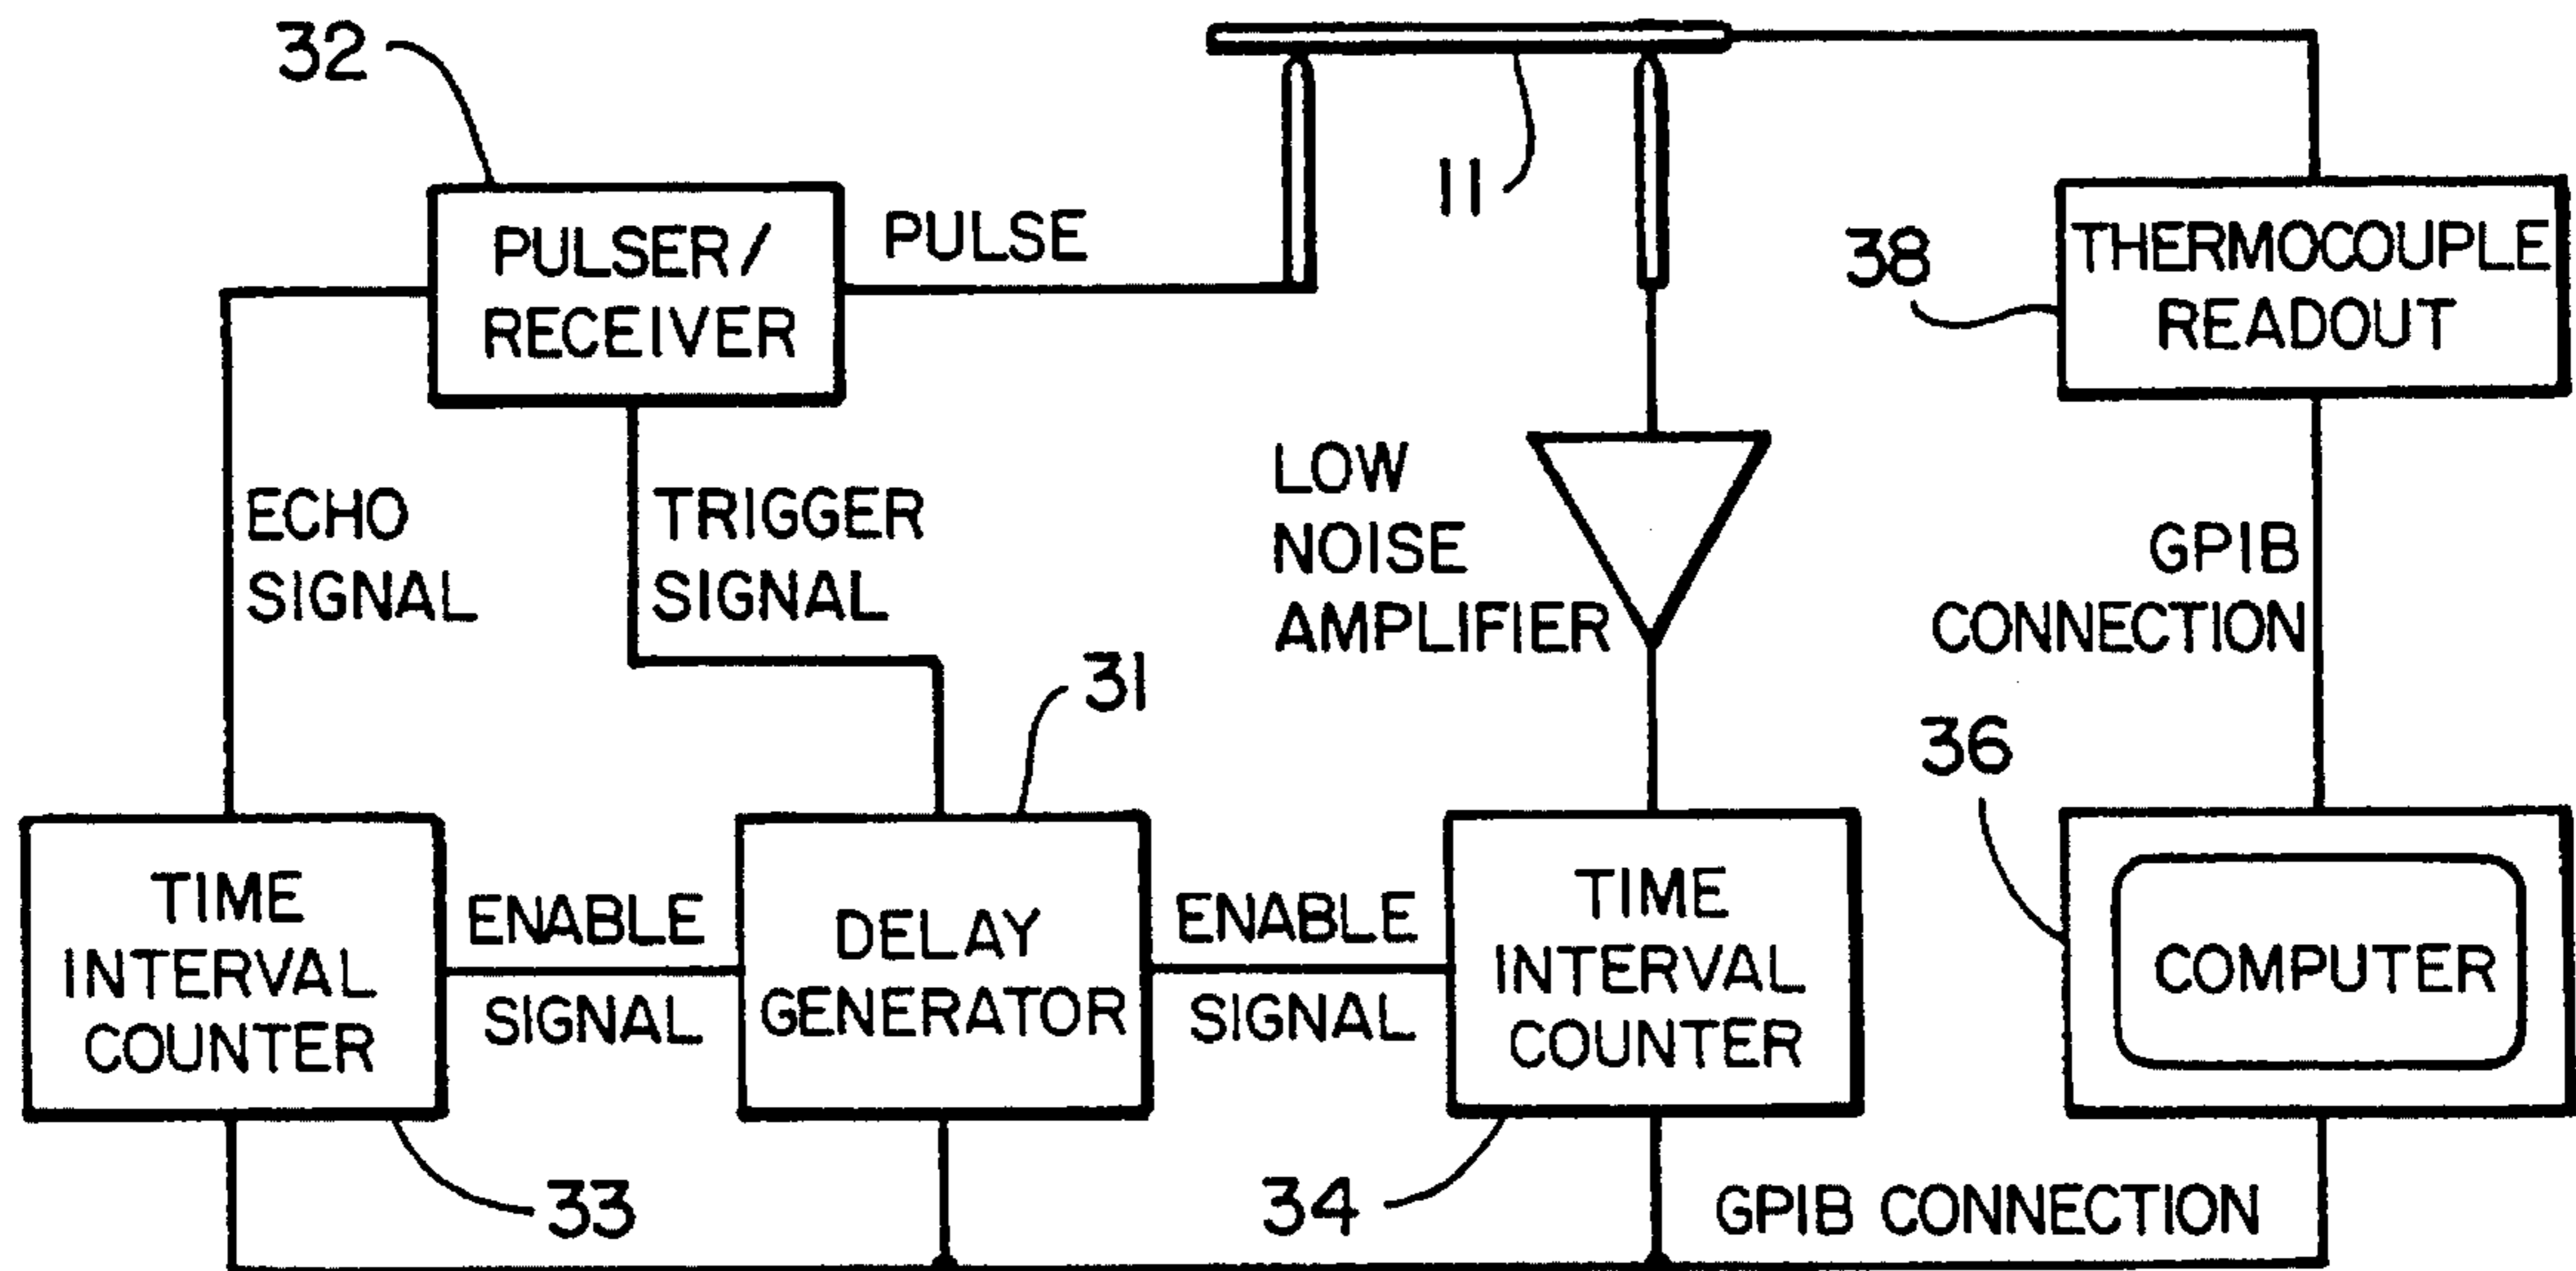 32
11
PULSER/
RECEIVER
PULSE
38
THERMOCOUPLE
READOUT
ECHO
SIGNAL
TRIGGER
SIGNAL
LOW
NOISE
AMPLIFIER
GPIB
CONNECTION
31
36
TIME
INTERVAL
COUNTER
ENABLE
SIGNAL
DELAY
GENERATOR
ENABLE
SIGNAL
TIME
INTERVAL
COUNTER
COMPUTER
33
34
GPIB CONNECTION